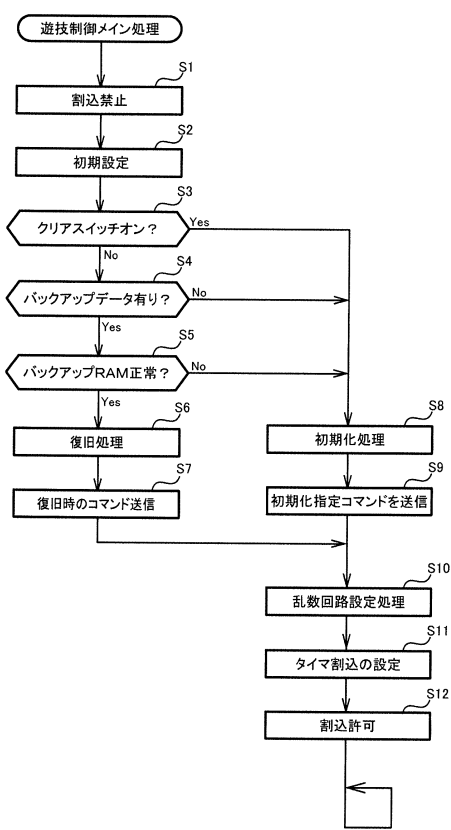 遊技制御メイン処理
S1
割込禁止
S2
初期設定
S3
クリアスイッチオン?
Yes
No
S4
バックアップデータ有り?
No
Yes
S5
バックアップRAM正常?
No
Yes
S6
復旧処理
S7
復旧時のコマンド送信
S8
初期化処理
S9
初期化指定コマンドを送信
S10
乱数回路設定処理
S11
タイマ割込の設定
S12
割込許可